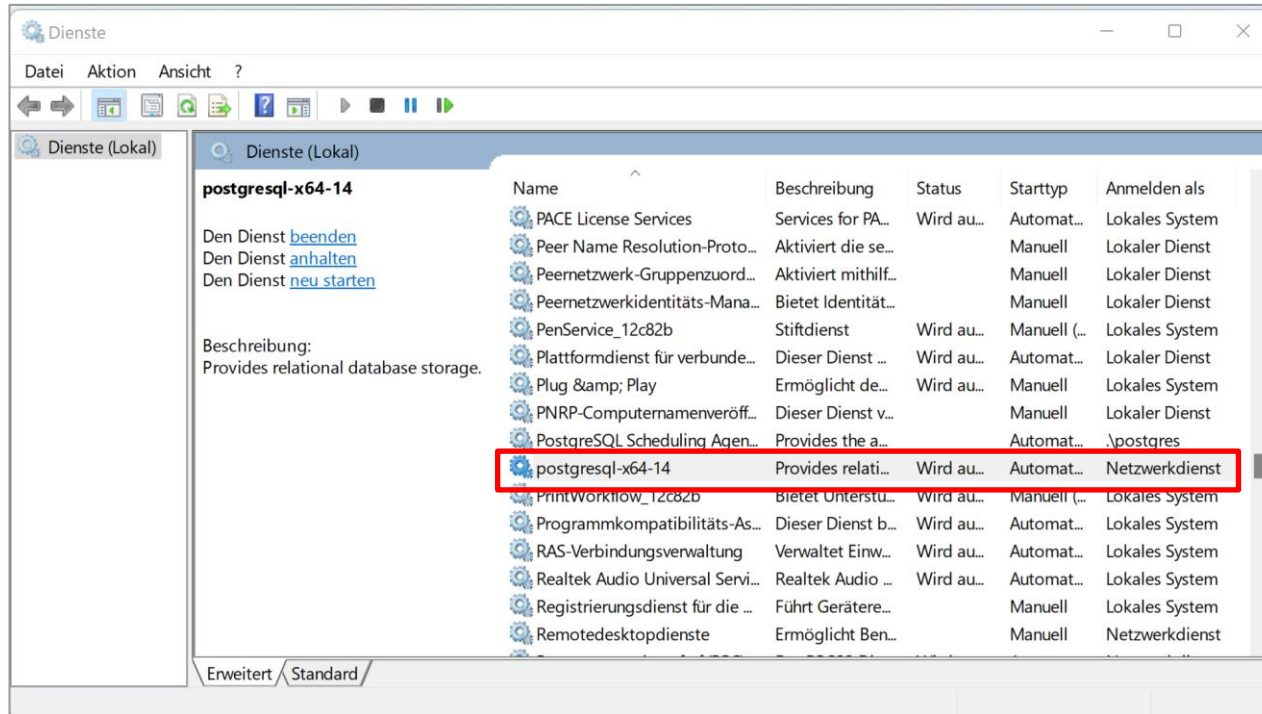 Dienste
Datei Aktion Ansicht ?
Dienste (Lokal)
Dienste (Lokal)
postgresql-x64-14
Den Dienst beenden
Den Dienst anhalten
Den Dienst neu starten
Beschreibung:
Provides relational database storage.
Name Beschreibung Status Starttyp Anmelden als
PACE License Services Services for PA... Wird au... Automat... Lokales System
Peer Name Resolution-Proto... Aktiviert die se... Manuell Lokaler Dienst
Peernetzwerk-Gruppenzuord... Aktiviert mithilf... Manuell Lokaler Dienst
Peernetzwerkidentitäts-Mana... Bietet Identität... Manuell Lokaler Dienst
PenService_12c82b Stiftdienst Wird au... Manuell (... Lokales System
Plattformdienst für verbunde... Dieser Dienst ... Wird au... Automat... Lokaler Dienst
Plug &amp; Play Ermöglicht de... Wird au... Manuell Lokales System
PNRP-Computernamenveröff... Dieser Dienst v... Manuell Lokaler Dienst
PostgreSQL Scheduling Agen... Provides the a... Automat... .\postgres
postgresql-x64-14 Provides relati... Wird au... Automat... Netzwerkdienst
PrintWorkflow_12c82b Bietet Unterstü... Wird au... Manuell (... Lokales System
Programmkompatibilitäts-As... Dieser Dienst b... Wird au... Automat... Lokales System
RAS-Verbindungsverwaltung Verwaltet Einw... Wird au... Automat... Lokales System
Realtek Audio Universal Servi... Realtek Audio ... Wird au... Automat... Lokales System
Registrierungsdienst für die ... Führt Gerätere... Manuell Lokales System
Remotedesktopdienste Ermöglicht Ben... Manuell Netzwerkdienst
Erweitert Standard